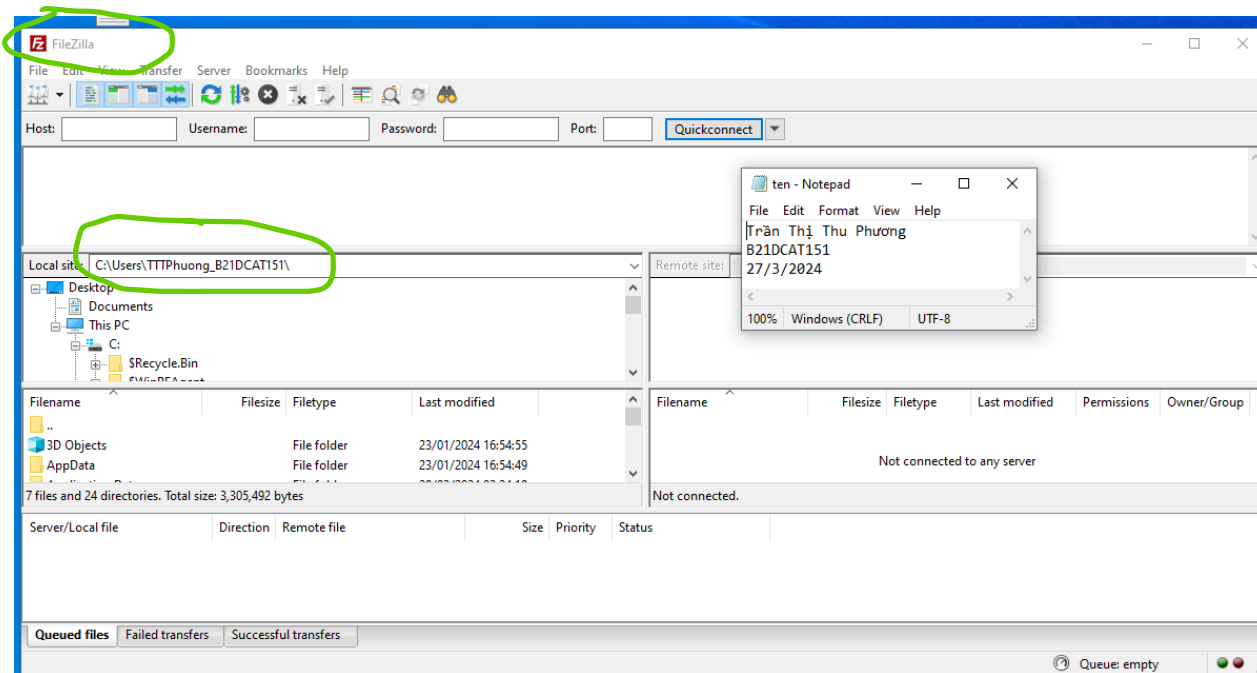 FileZilla
File Edit View Transfer Server Bookmarks Help
Host: Username: Password: Port: Quickconnect
ten - Notepad
File Edit Format View Help
Trần Thị Thu Phương
B21DCAT151
27/3/2024
100% Windows (CRLF) UTF-8
Local site: C:\Users\TTTPhuong_B21DCAT151\
Desktop
Documents
This PC
C:
$Recycle.Bin
Remote site:
Filename Filesize Filetype Last modified
..
3D Objects File folder 23/01/2024 16:54:55
AppData File folder 23/01/2024 16:54:49
7 files and 24 directories. Total size: 3,305,492 bytes
Filename Filesize Filetype Last modified Permissions Owner/Group
Not connected to any server
Not connected.
Server/Local file Direction Remote file Size Priority Status
Queued files Failed transfers Successful transfers
Queue: empty